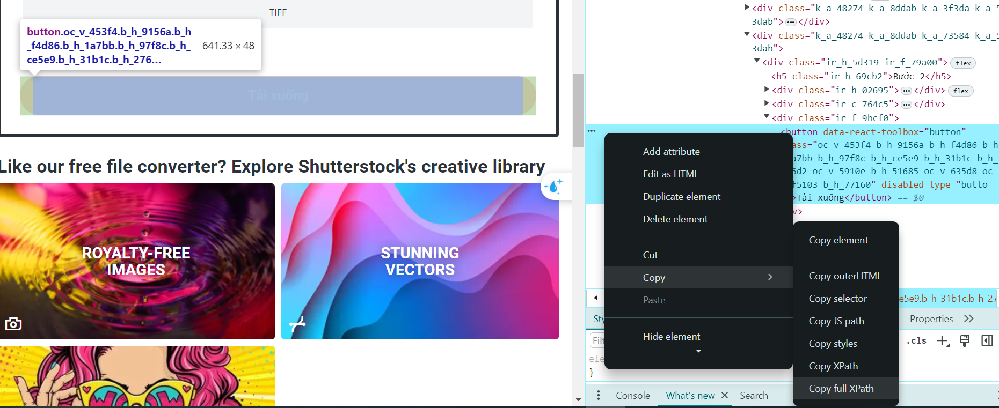 TIFF
button.oc_v_453f4.b_h_9156a.b_h
_f4d86.b_h_1a7bb.b_h_97f8c.b_h_
ce5e9.b_h_31b1c.b_h_276...
641.33 × 48
Tải xuống
Like our free file converter? Explore Shutterstock's creative library
ROYALTY-FREE
IMAGES
STUNNING
VECTORS
<div class="k_a_48274 k_a_8ddab k_a_3f3da k_a_5
3dab">…</div>
<div class="k_a_48274 k_a_8ddab k_a_73584 k_a_5
3dab">
<div class="ir_h_5d319 ir_f_79a00"> flex
<h5 class="ir_h_69cb2">Bước 2</h5>
<div class="ir_h_02695">…</div> flex
<div class="ir_c_764c5">…</div>
<div class="ir_f_9bcf0">
<button data-react-toolbox="button"
ass="oc_v_453f4 b_h_9156a b_h_f4d86 b_h
a7bb b_h_97f8c b_h_ce5e9 b_h_31b1c b_h_
6d2 oc_v_5910e b_h_51685 oc_v_635d8 oc_
f5103 b_h_77160" disabled type="butto
>Tải xuống</button> == $0
v>
Add attribute
Edit as HTML
Duplicate element
Delete element
Cut
Copy
Paste
Hide element
Copy element
Copy outerHTML
Copy selector
Copy JS path
Copy styles
Copy XPath
Copy full XPath
e5e9.b_h_31b1c.b_h_27
Sty
Properties
Filt
.cls
ele
}
Console
What's new
Search